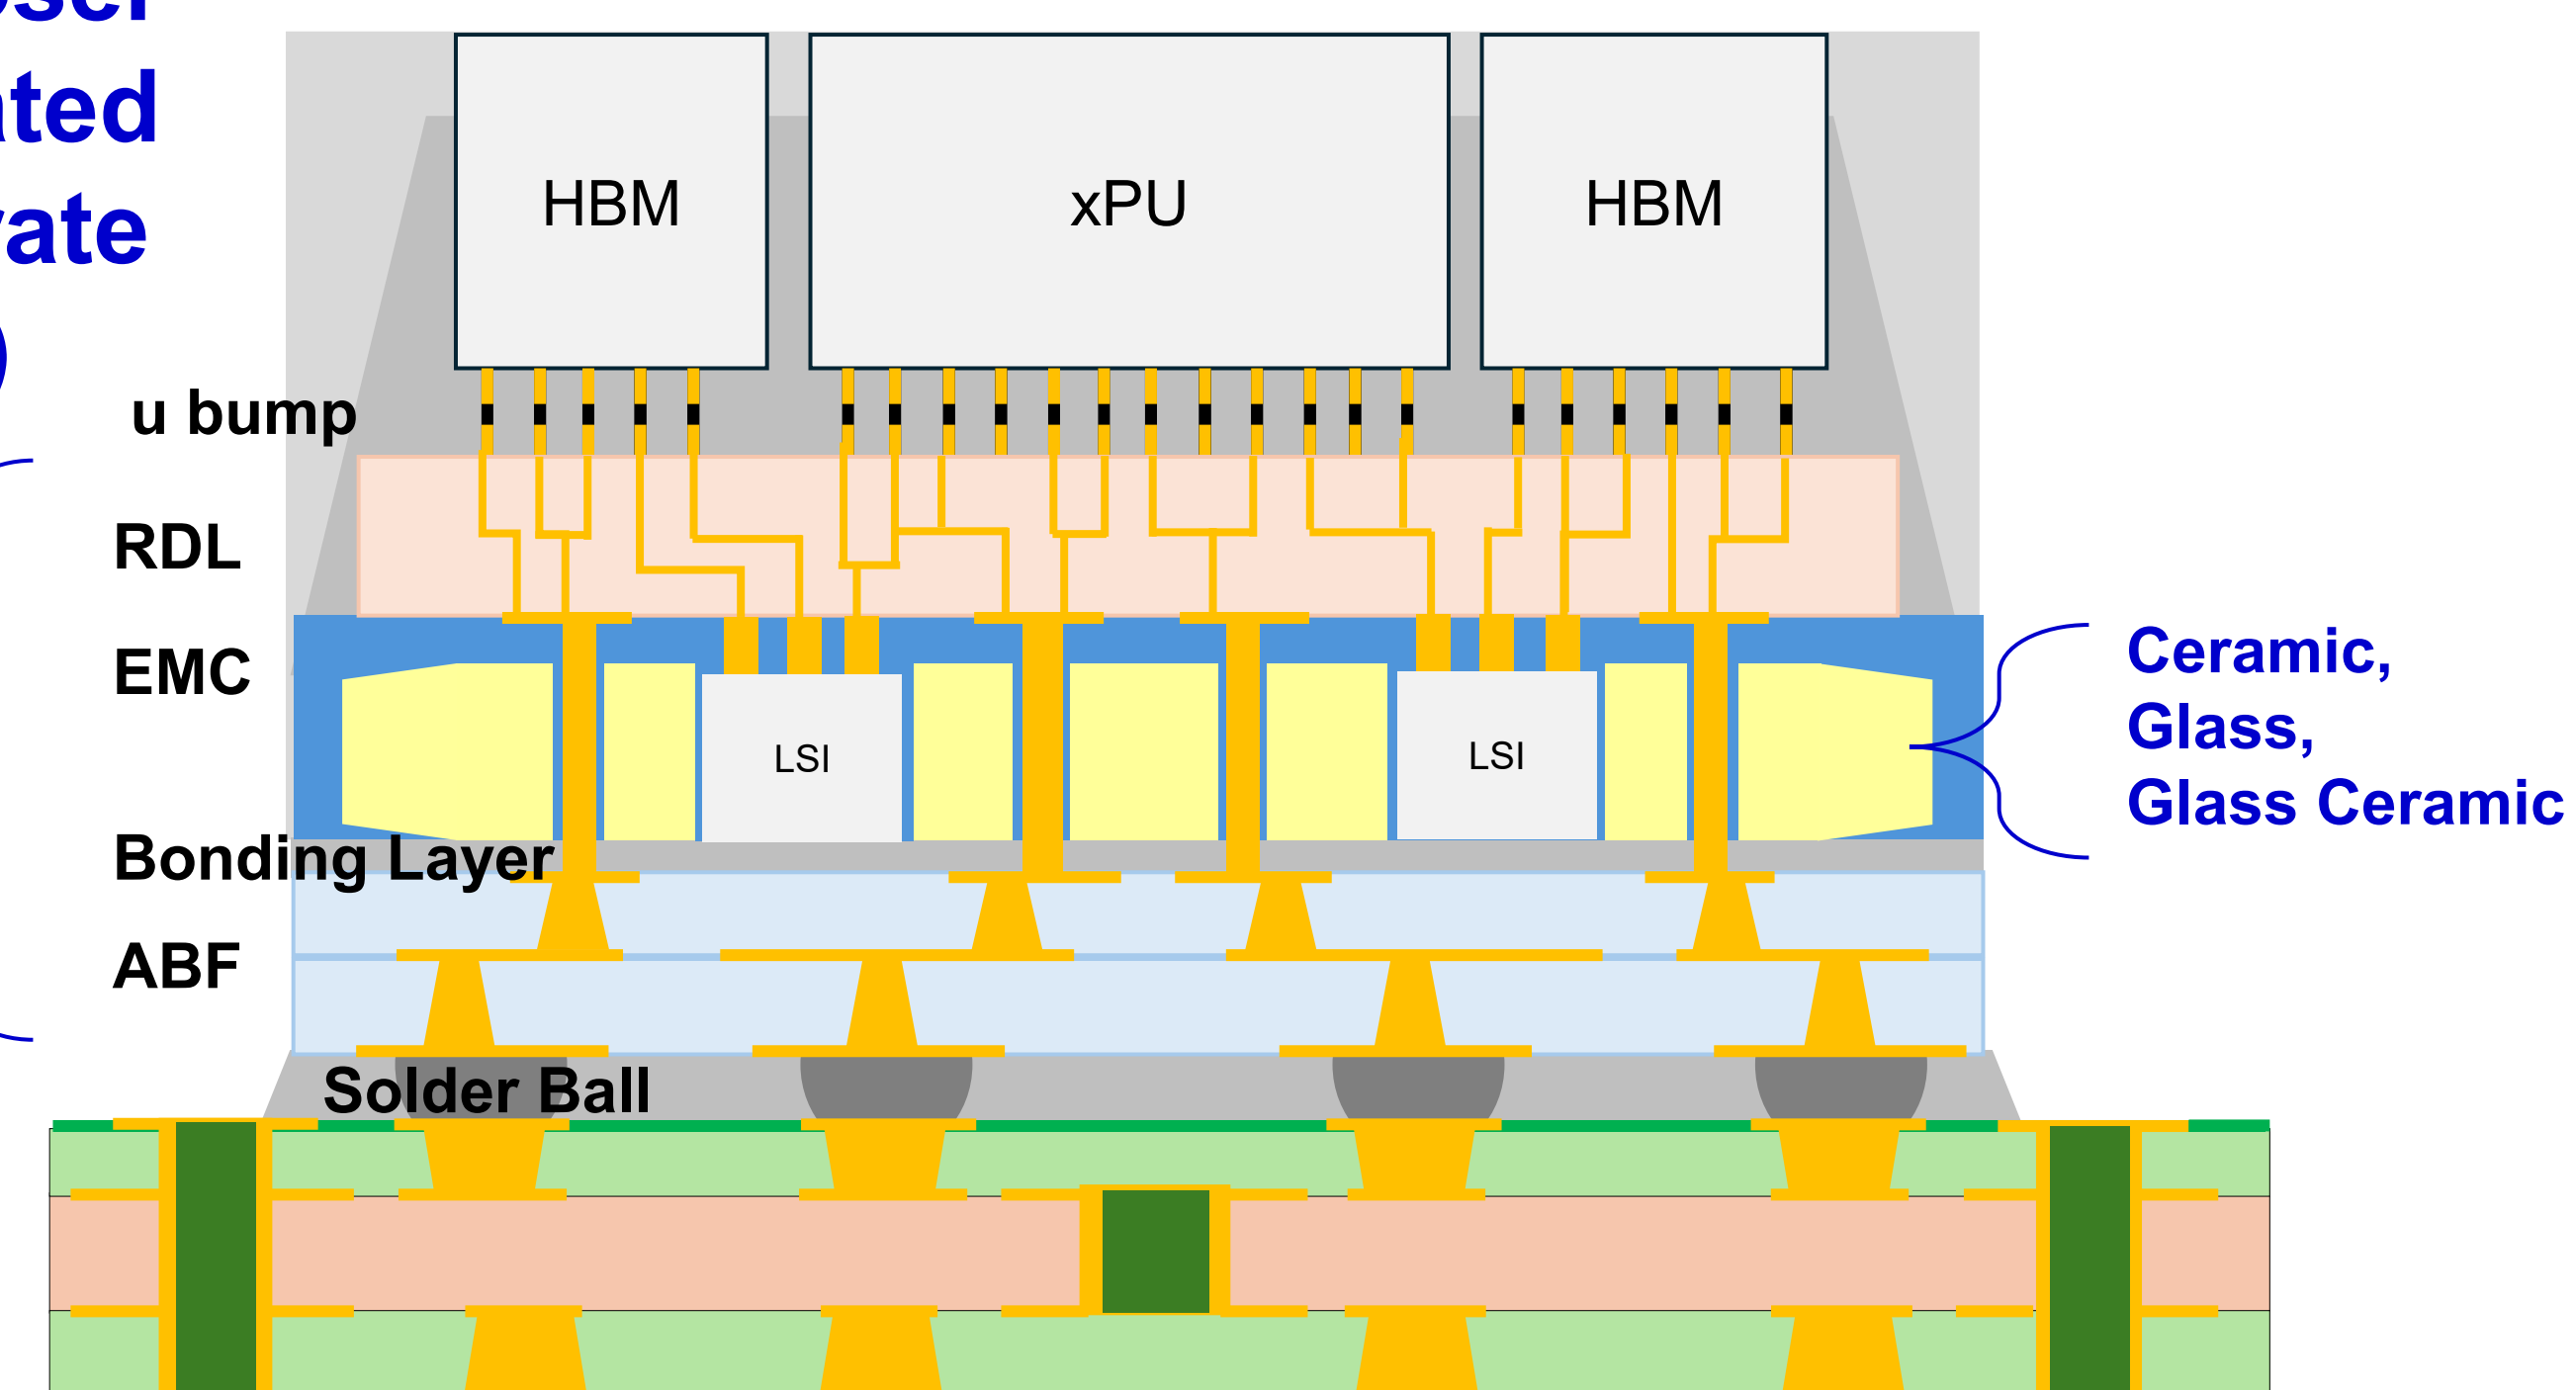 HBM
xPU
HBM
u bump
RDL
EMC
LSI
LSI
Bonding Layer
ABF
Solder Ball
Ceramic,
Glass,
Glass Ceramic